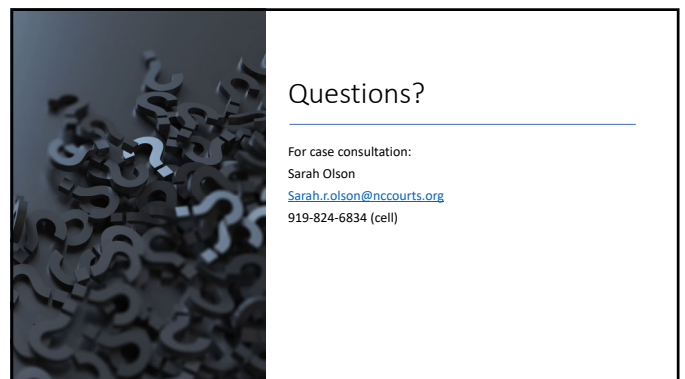 Questions?
For case consultation:
Sarah Olson
Sarah.r.olson@nccourts.org
919-824-6834 (cell)